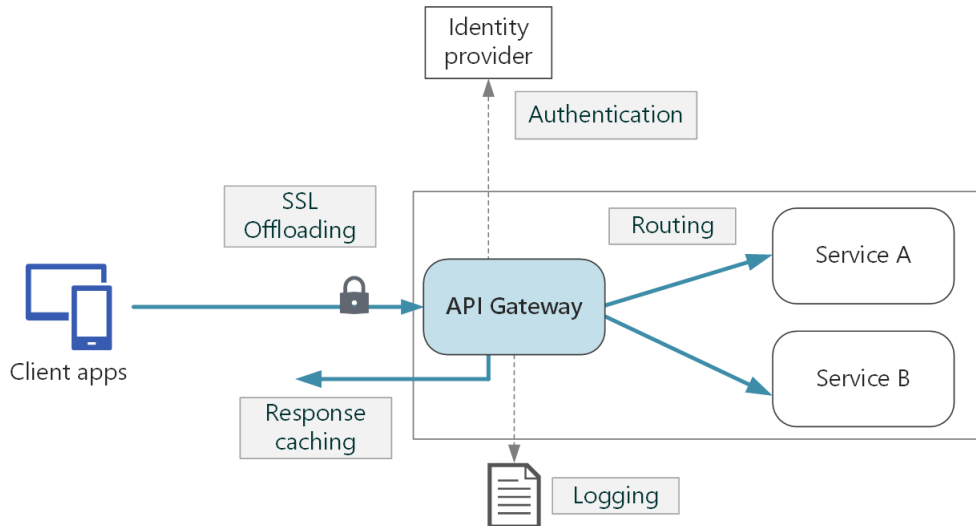 Identity
provider
Authentication
SSL
Offloading
Routing
Service A
API Gateway
Client apps
Service B
Response
caching
Logging